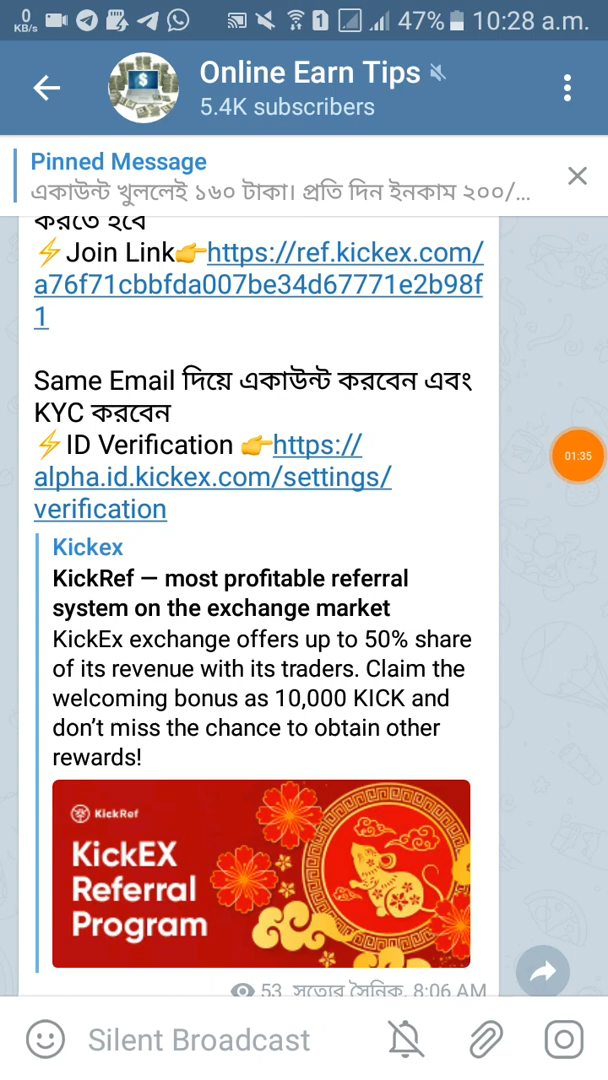 0
KB/s
1
47%
10:28 a.m.
Online Earn Tips
5.4K subscribers
Pinned Message
একাউন্ট খুললেই ১৬০ টাকা। প্রতি দিন ইনকাম ২০০/...
করতে হবে
⚡Join Link👉https://ref.kickex.com/
a76f71cbbfda007be34d67771e2b98f
1
Same Email দিয়ে একাউন্ট করবেন এবং
KYC করবেন
⚡ID Verification 👉https://
alpha.id.kickex.com/settings/
verification
01:35
Kickex
KickRef — most profitable referral
system on the exchange market
KickEx exchange offers up to 50% share
of its revenue with its traders. Claim the
welcoming bonus as 10,000 KICK and
don’t miss the chance to obtain other
rewards!
KickRef
KickEX
Referral
Program
53 সত্যের সৈনিক, 8:06 AM
Silent Broadcast